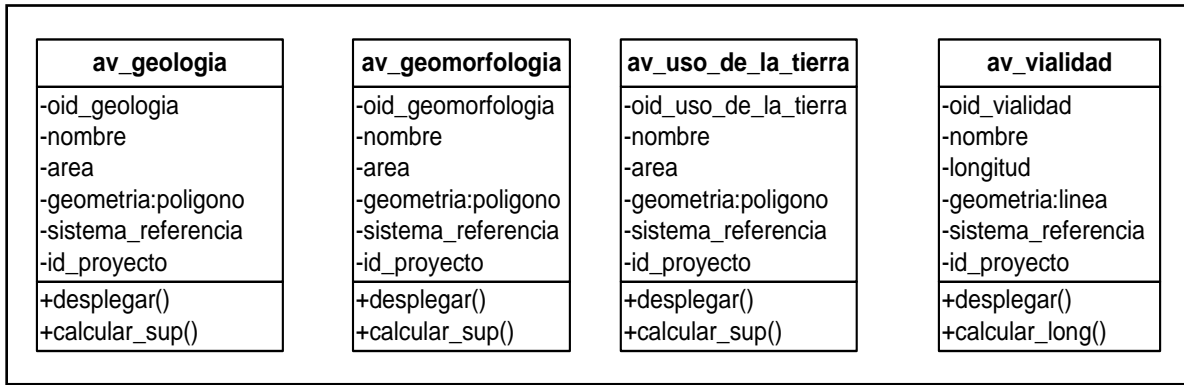 av_geologia
-oid_geologia
-nombre
-area
-geometria:poligono
-sistema_referencia
-id_proyecto
+desplegar()
+calcular_sup()
av_geomorfologia
-oid_geomorfologia
-nombre
-area
-geometria:poligono
-sistema_referencia
-id_proyecto
+desplegar()
+calcular_sup()
av_uso_de_la_tierra
-oid_uso_de_la_tierra
-nombre
-area
-geometria:poligono
-sistema_referencia
-id_proyecto
+desplegar()
+calcular_sup()
av_vialidad
-oid_vialidad
-nombre
-longitud
-geometria:linea
-sistema_referencia
-id_proyecto
+desplegar()
+calcular_long()